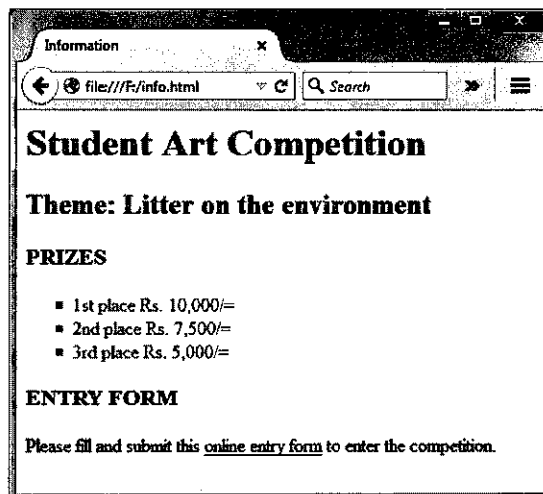 Information
file:///F:/info.html
Search
Student Art Competition
Theme: Litter on the environment
PRIZES
1st place Rs. 10,000/=
2nd place Rs. 7,500/=
3rd place Rs. 5,000/=
ENTRY FORM
Please fill and submit this online entry form to enter the competition.